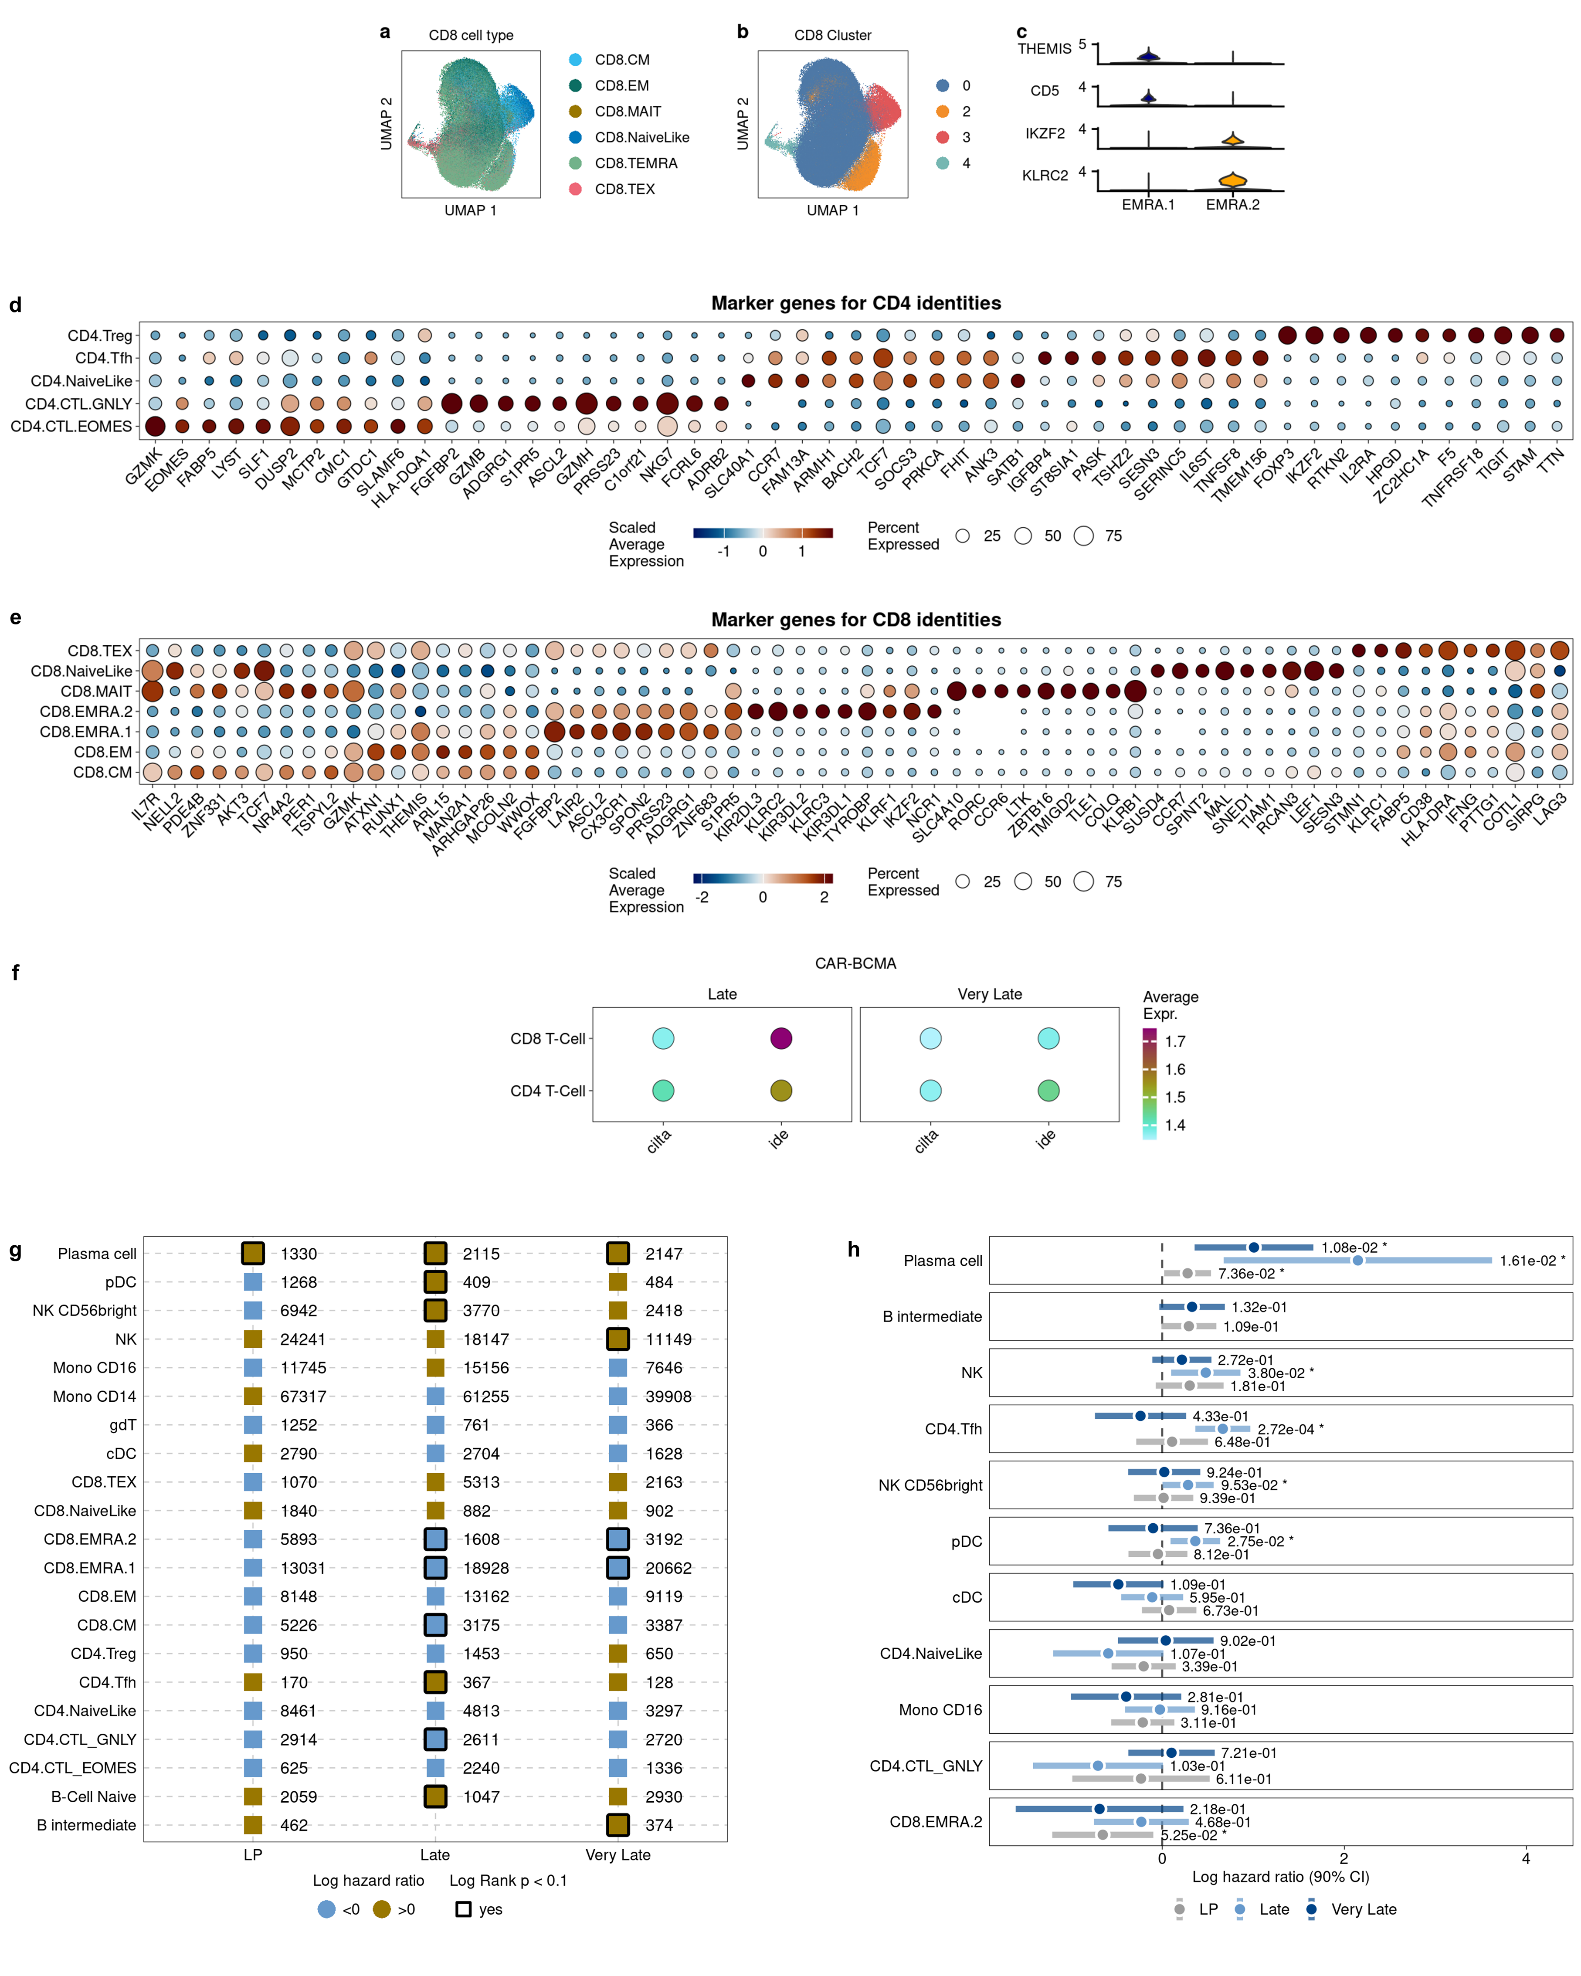 a
CD8 cell type
UMAP 2
UMAP 1
CD8.CM
CD8.EM
CD8.MAIT
CD8.NaiveLike
CD8.TEMRA
CD8.TEX
b
CD8 Cluster
UMAP 2
UMAP 1
0
2
3
4
c
THEMIS 5
CD5 4
IKZF2 4
KLRC2 4
EMRA.1 EMRA.2
d
Marker genes for CD4 identities
CD4.Treg
CD4.Tfh
CD4.NaiveLike
CD4.CTL.GNLY
CD4.CTL.EOMES
GZMK EOMES FABP5 LYST SLF1 DUSP2 MCTP2 CMC1 GTDC1 SLAMF6 HLA-DQA1 FGFBP2 GZMB ADGRG1 S1PR5 ASCL2 GZMH PRSS23 C1orf21 NKG7 FCRL6 ADRB2 SLC40A1 CCR7 FAM13A ARMH1 BACH2 TCF7 SOCS3 PRKCA FHIT ANK3 SATB1 IGFBP4 ST8SIA1 PASK TSHZ2 SESN3 SERINC5 IL6ST TNFSF8 TMEM156 FOXP3 IKZF2 RTKN2 IL2RA HPGD ZC2HC1A F5 TNFRSF18 TIGIT STAM TTN
Scaled
Average
Expression
-1 0 1
Percent
Expressed
25 50 75
e
Marker genes for CD8 identities
CD8.TEX
CD8.NaiveLike
CD8.MAIT
CD8.EMRA.2
CD8.EMRA.1
CD8.EM
CD8.CM
IL7R NELL2 PDE4B ZNF331 AKT3 TCF7 NR4A2 PER1 TSPYL2 GZMK ATXN1 RUNX1 THEMIS ARL15 MAN2A1 ARHGAP26 MCOLN2 WWOX FGFBP2 LAIR2 ASCL2 CX3CR1 SPON2 PRSS23 ADGRG1 ZNF683 S1PR5 KIR2DL3 KLRC2 KIR3DL2 KLRC3 KIR3DL1 TYROBP KLRF1 IKZF2 NCR1 SLC4A10 RORC CCR6 LTK ZBTB16 TMIGD2 TLE1 COLQ KLRB1 SUSD4 CCR7 SPINT2 MAL SNED1 TIAM1 RCAN3 LEF1 SESN3 STMN1 KLRC1 FABP5 CD38 HLA-DRA IFNG PTTG1 COTL1 SIRPG LAG3
Scaled
Average
Expression
-2 0 2
Percent
Expressed
25 50 75
f
CAR-BCMA
Late Very Late
CD8 T-Cell
CD4 T-Cell
cilta ide cilta ide
Average
Expr.
1.7
1.6
1.5
1.4
g
Plasma cell 1330 2115 2147
pDC 1268 409 484
NK CD56bright 6942 3770 2418
NK 24241 18147 11149
Mono CD16 11745 15156 7646
Mono CD14 67317 61255 39908
gdT 1252 761 366
cDC 2790 2704 1628
CD8.TEX 1070 5313 2163
CD8.NaiveLike 1840 882 902
CD8.EMRA.2 5893 1608 3192
CD8.EMRA.1 13031 18928 20662
CD8.EM 8148 13162 9119
CD8.CM 5226 3175 3387
CD4.Treg 950 1453 650
CD4.Tfh 170 367 128
CD4.NaiveLike 8461 4813 3297
CD4.CTL_GNLY 2914 2611 2720
CD4.CTL_EOMES 625 2240 1336
B-Cell Naive 2059 1047 2930
B intermediate 462 374
LP Late Very Late
Log hazard ratio Log Rank p < 0.1
<0 >0 yes
h
Plasma cell
1.08e-02 *
1.61e-02 *
7.36e-02 *
B intermediate
1.32e-01
1.09e-01
NK
2.72e-01
3.80e-02 *
1.81e-01
CD4.Tfh
4.33e-01
2.72e-04 *
6.48e-01
NK CD56bright
9.24e-01
9.53e-02 *
9.39e-01
pDC
7.36e-01
2.75e-02 *
8.12e-01
cDC
1.09e-01
5.95e-01
6.73e-01
CD4.NaiveLike
9.02e-01
1.07e-01
3.39e-01
Mono CD16
2.81e-01
9.16e-01
3.11e-01
CD4.CTL_GNLY
7.21e-01
1.03e-01
6.11e-01
CD8.EMRA.2
2.18e-01
4.68e-01
5.25e-02 *
0 2 4
Log hazard ratio (90% CI)
LP Late Very Late